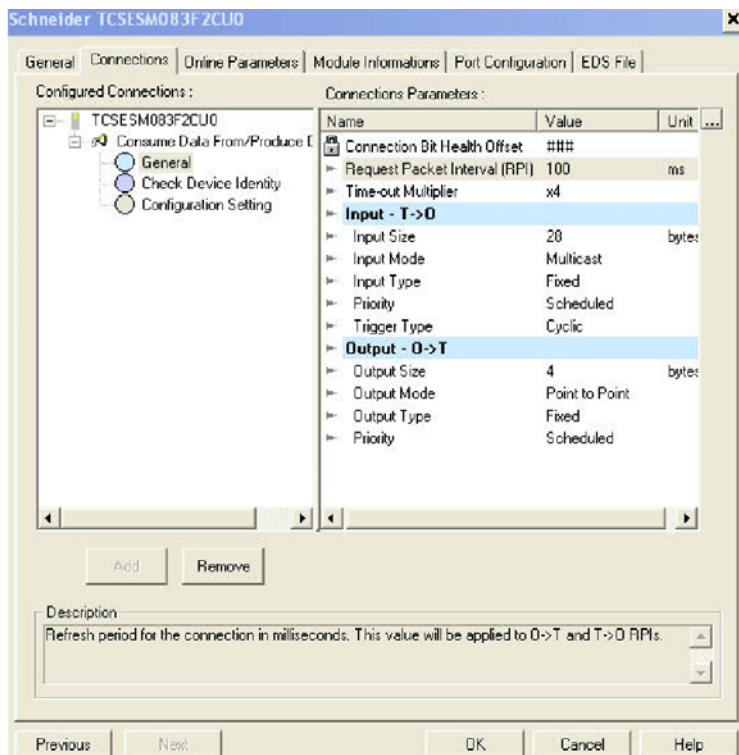 Schneider TCSESM083F2CU0
General Connections Online Parameters Module Informations Port Configuration EDS File
Configured Connections :
TCSESM083F2CU0
Consume Data From/Produce D
General
Check Device Identity
Configuration Setting
Connections Parameters :
Name Value Unit ...
Connection Bit Health Offset ###
Request Packet Interval (RPI) 100 ms
Time-out Multiplier x4
Input - T->O
Input Size 28 bytes
Input Mode Multicast
Input Type Fixed
Priority Scheduled
Trigger Type Cyclic
Output - O->T
Output Size 4 bytes
Output Mode Point to Point
Output Type Fixed
Priority Scheduled
Add Remove
Description
Refresh period for the connection in milliseconds. This value will be applied to O->T and T->O RPIs.
Previous Next OK Cancel Help